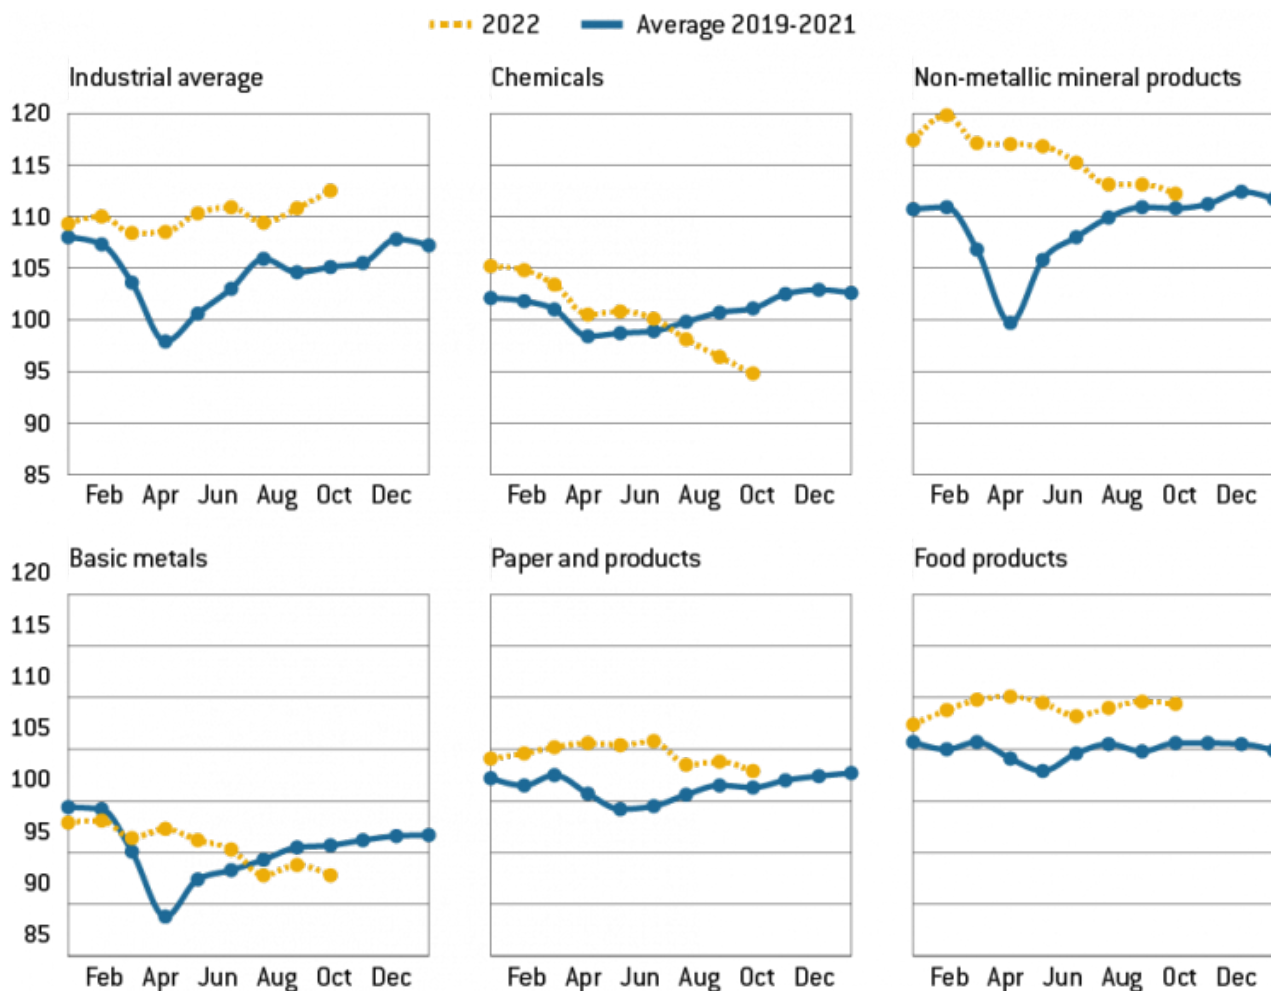 2022 Average 2019-2021
Industrial average
Chemicals
Non-metallic mineral products
120
115
110
105
100
95
90
85
Feb Apr Jun Aug Oct Dec
Feb Apr Jun Aug Oct Dec
Feb Apr Jun Aug Oct Dec
Basic metals
Paper and products
Food products
120
115
110
105
100
95
90
85
Feb Apr Jun Aug Oct Dec
Feb Apr Jun Aug Oct Dec
Feb Apr Jun Aug Oct Dec